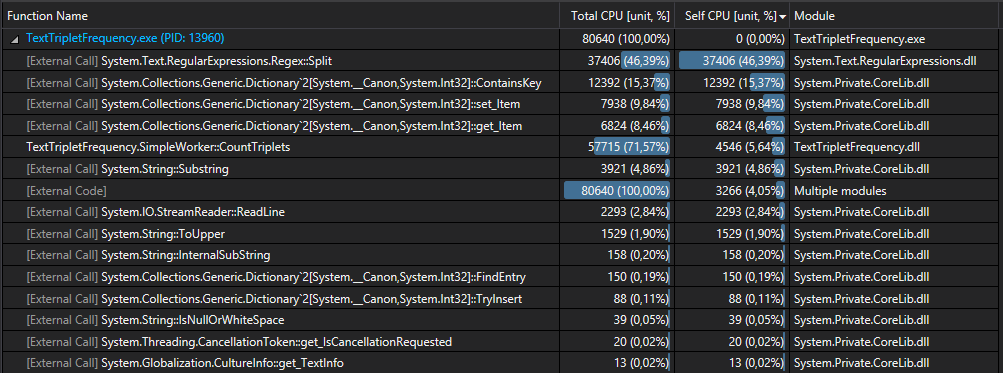 Function Name Total CPU [unit, %] Self CPU [unit, %] Module
TextTripletFrequency.exe (PID: 13960) 80640 (100,00%) 0 (0,00%) TextTripletFrequency.exe
[External Call] System.Text.RegularExpressions.Regex::Split 37406 (46,39%) 37406 (46,39%) System.Text.RegularExpressions.dll
[External Call] System.Collections.Generic.Dictionary`2[System.__Canon,System.Int32]::ContainsKey 12392 (15,37%) 12392 (15,37%) System.Private.CoreLib.dll
[External Call] System.Collections.Generic.Dictionary`2[System.__Canon,System.Int32]::set_Item 7938 (9,84%) 7938 (9,84%) System.Private.CoreLib.dll
[External Call] System.Collections.Generic.Dictionary`2[System.__Canon,System.Int32]::get_Item 6824 (8,46%) 6824 (8,46%) System.Private.CoreLib.dll
TextTripletFrequency.SimpleWorker::CountTriplets 57715 (71,57%) 4546 (5,64%) TextTripletFrequency.dll
[External Call] System.String::Substring 3921 (4,86%) 3921 (4,86%) System.Private.CoreLib.dll
[External Code] 80640 (100,00%) 3266 (4,05%) Multiple modules
[External Call] System.IO.StreamReader::ReadLine 2293 (2,84%) 2293 (2,84%) System.Private.CoreLib.dll
[External Call] System.String::ToUpper 1529 (1,90%) 1529 (1,90%) System.Private.CoreLib.dll
[External Call] System.String::InternalSubString 158 (0,20%) 158 (0,20%) System.Private.CoreLib.dll
[External Call] System.Collections.Generic.Dictionary`2[System.__Canon,System.Int32]::FindEntry 150 (0,19%) 150 (0,19%) System.Private.CoreLib.dll
[External Call] System.Collections.Generic.Dictionary`2[System.__Canon,System.Int32]::TryInsert 88 (0,11%) 88 (0,11%) System.Private.CoreLib.dll
[External Call] System.String::IsNullOrWhiteSpace 39 (0,05%) 39 (0,05%) System.Private.CoreLib.dll
[External Call] System.Threading.CancellationToken::get_IsCancellationRequested 20 (0,02%) 20 (0,02%) System.Private.CoreLib.dll
[External Call] System.Globalization.CultureInfo::get_TextInfo 13 (0,02%) 13 (0,02%) System.Private.CoreLib.dll